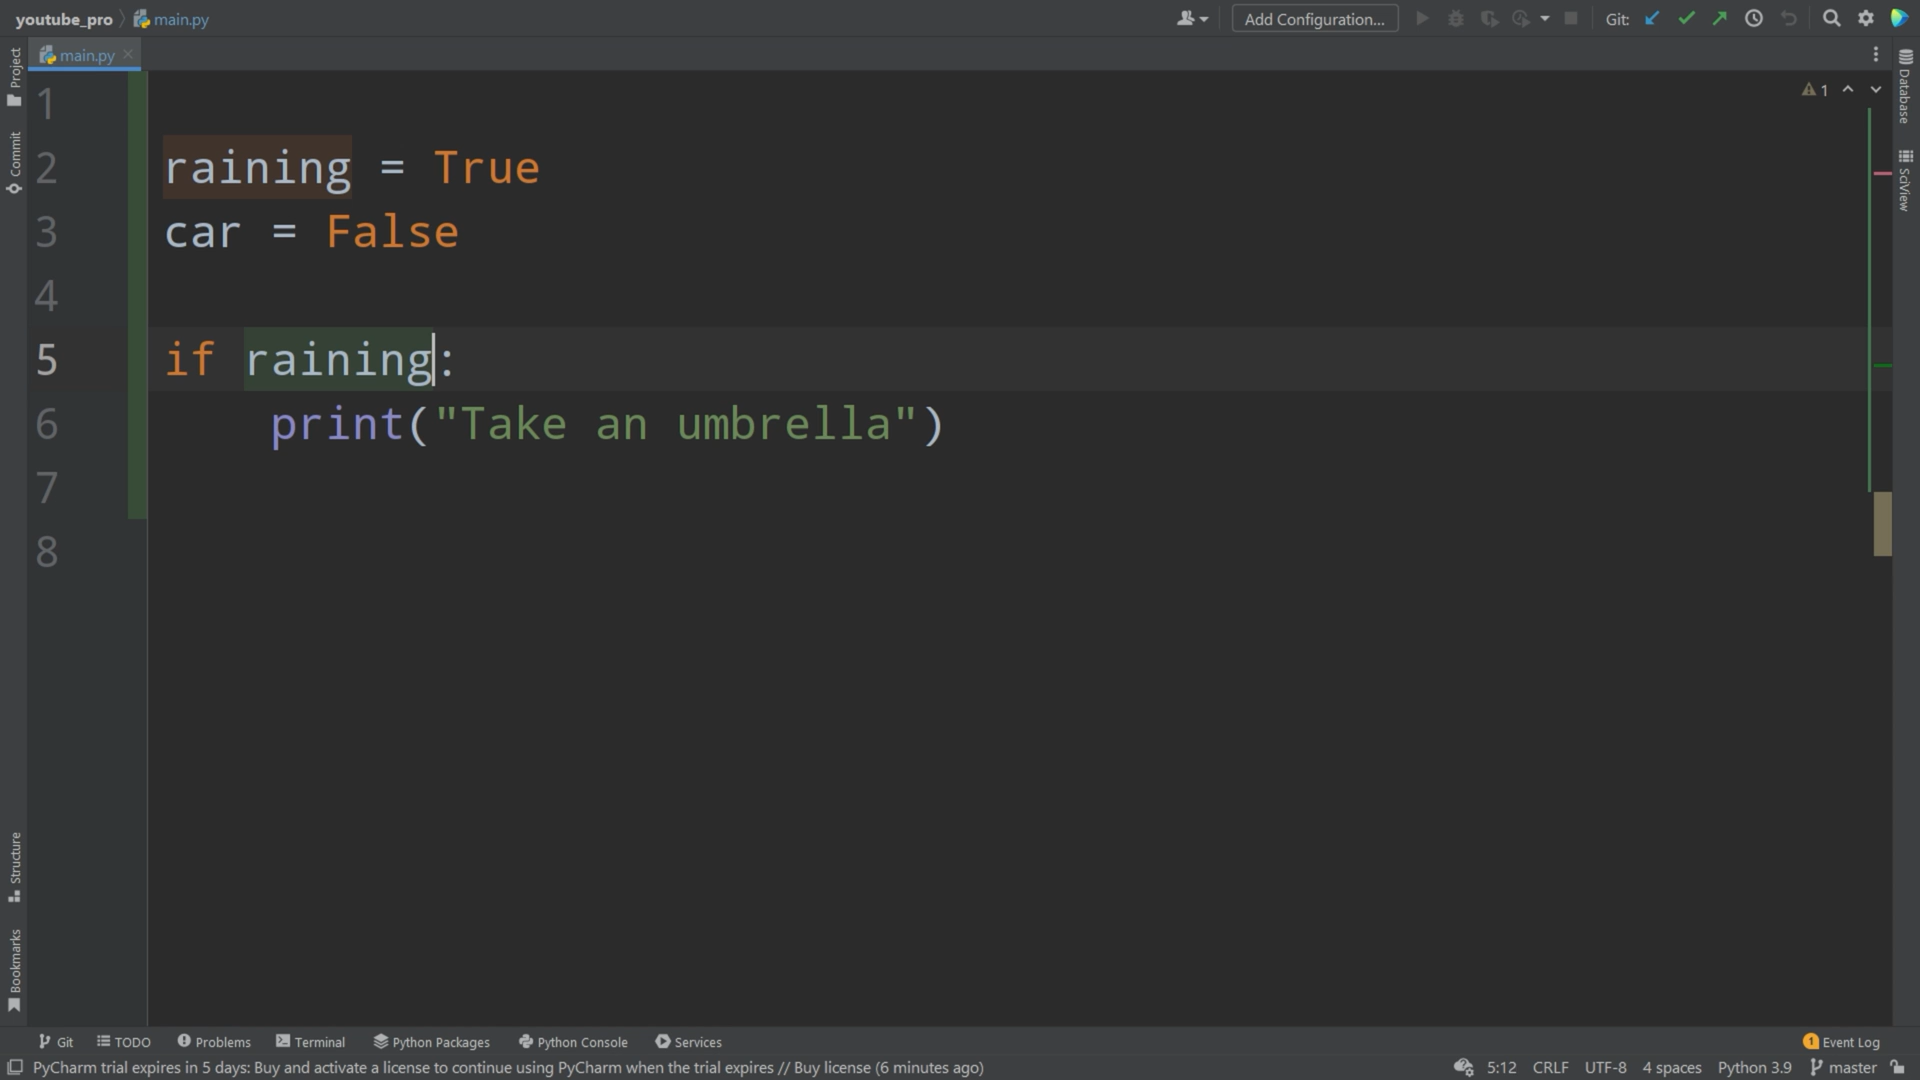 youtube_pro main.py Add Configuration... Git:
main.py
1
1
2 raining = True
3 car = False
4
5 if raining:
6 print("Take an umbrella")
7
8
Project
Commit
Structure
Bookmarks
Database
SciView
Git TODO Problems Terminal Python Packages Python Console Services 1 Event Log
PyCharm trial expires in 5 days: Buy and activate a license to continue using PyCharm when the trial expires // Buy license (6 minutes ago) 5:12 CRLF UTF-8 4 spaces Python 3.9 master